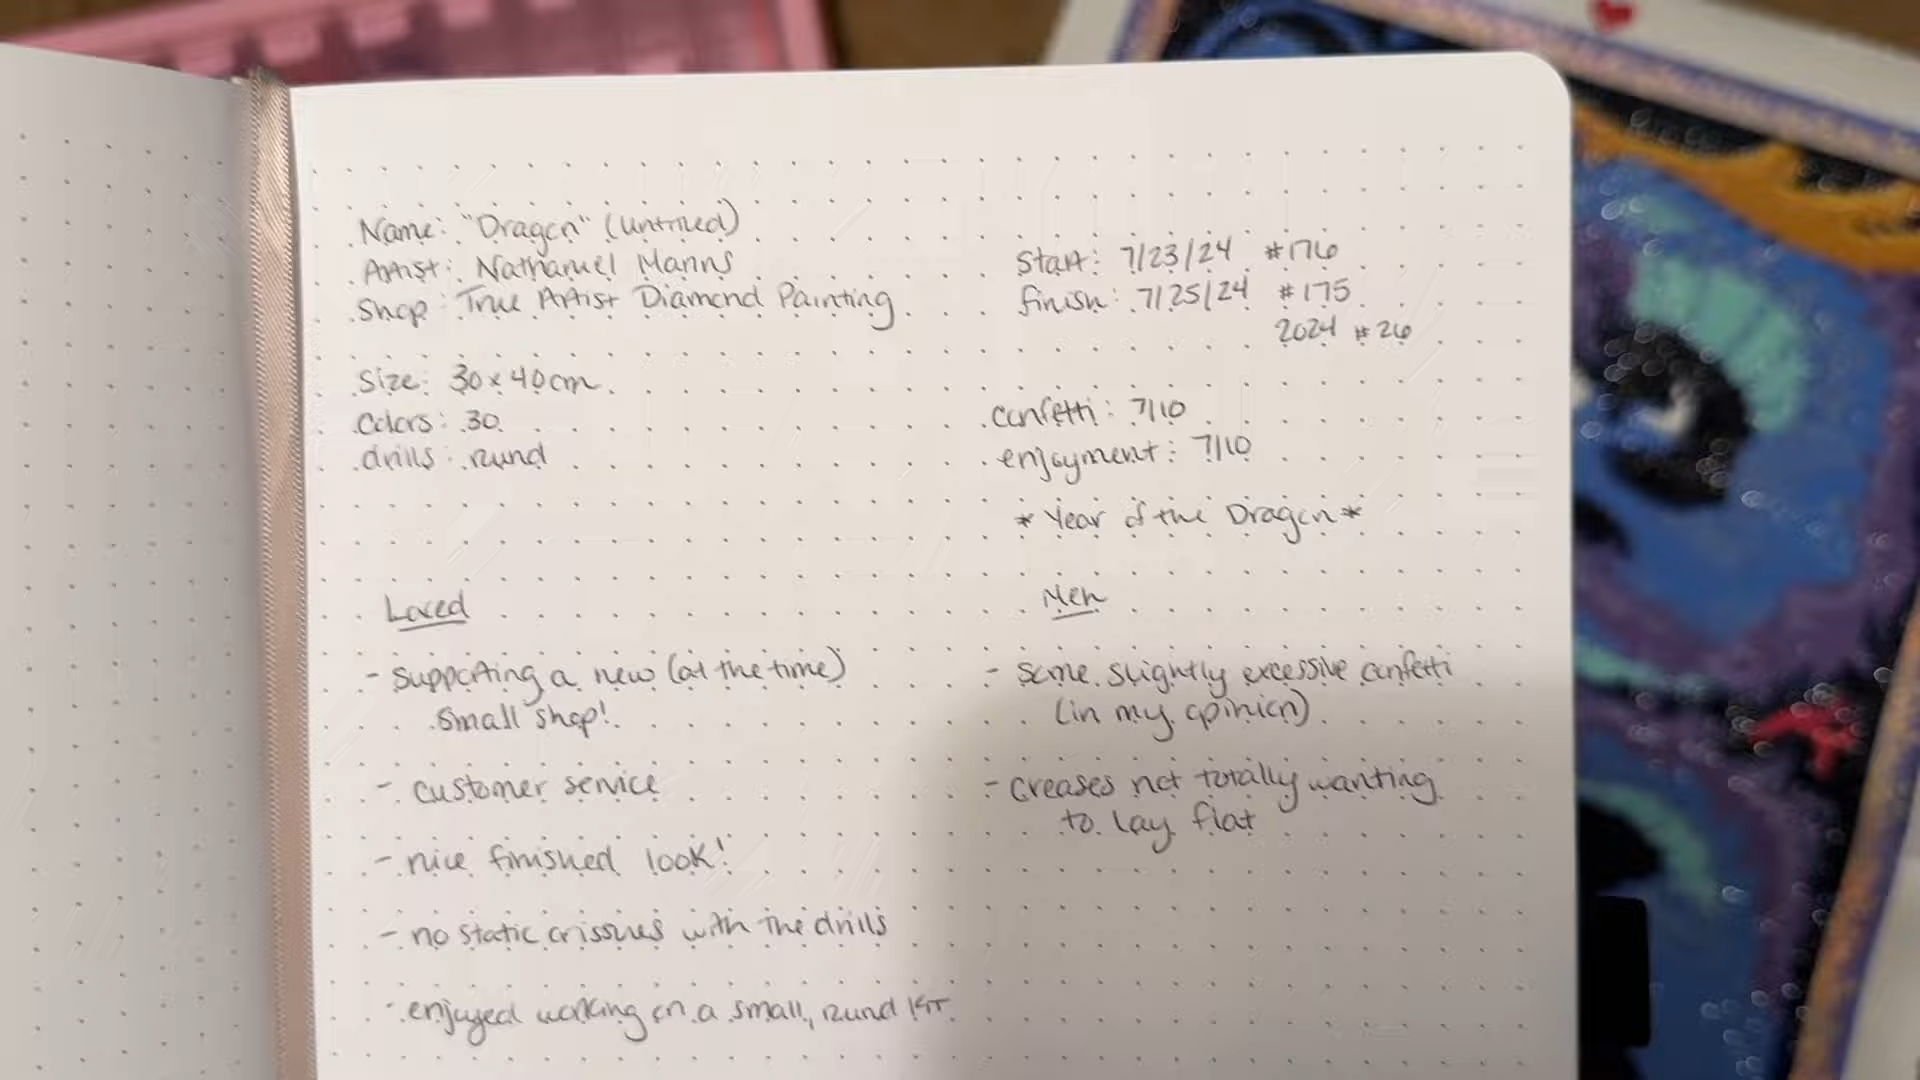 Name: "Dragon" (untitled)
Artist: Nathaniel Manns
Shop: True Artist Diamond Painting
Start: 7/23/24 #176
finish: 7/25/24 #175
2024 #26
Size: 30x40cm
Colors: 30
drills: round
confetti: 7/10
enjoyment: 7/10
*Year of the Dragon*
Loved
- supporting a new (at the time)
small shop!
- customer service
- nice finished look!
- no static or issues with the drills
- enjoyed working on a small, round kit
Meh
- some slightly excessive confetti
(in my opinion)
- creases not totally wanting
to lay flat